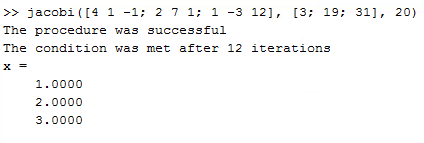 >> jacobi([4 1 -1; 2 7 1; 1 -3 12], [3; 19; 31], 20)
The procedure was successful
The condition was met after 12 iterations
x =
1.0000
2.0000
3.0000